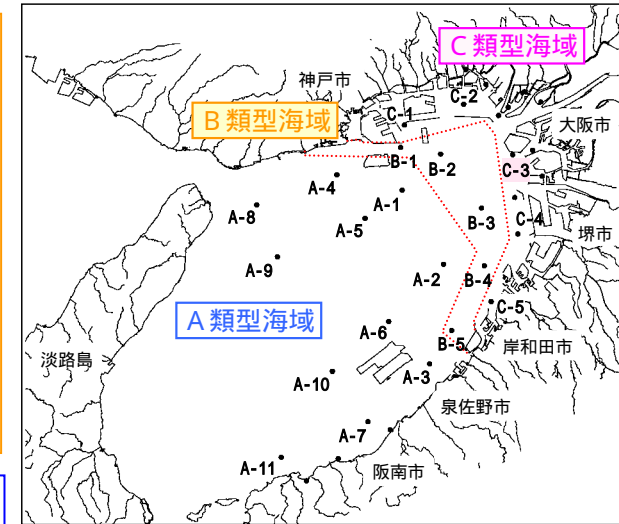 C類型海域
神戸市
C-2
B類型海域
C-1
大阪市
B-1
B-2
C-3
A-4
A-1
A-8
B-3
C-4
A-5
堺市
A-9
A-2
B-4
A類型海域
C-5
A-6
B-5
岸和田市
淡路島
A-3
A-10
泉佐野市
A-7
A-11
阪南市